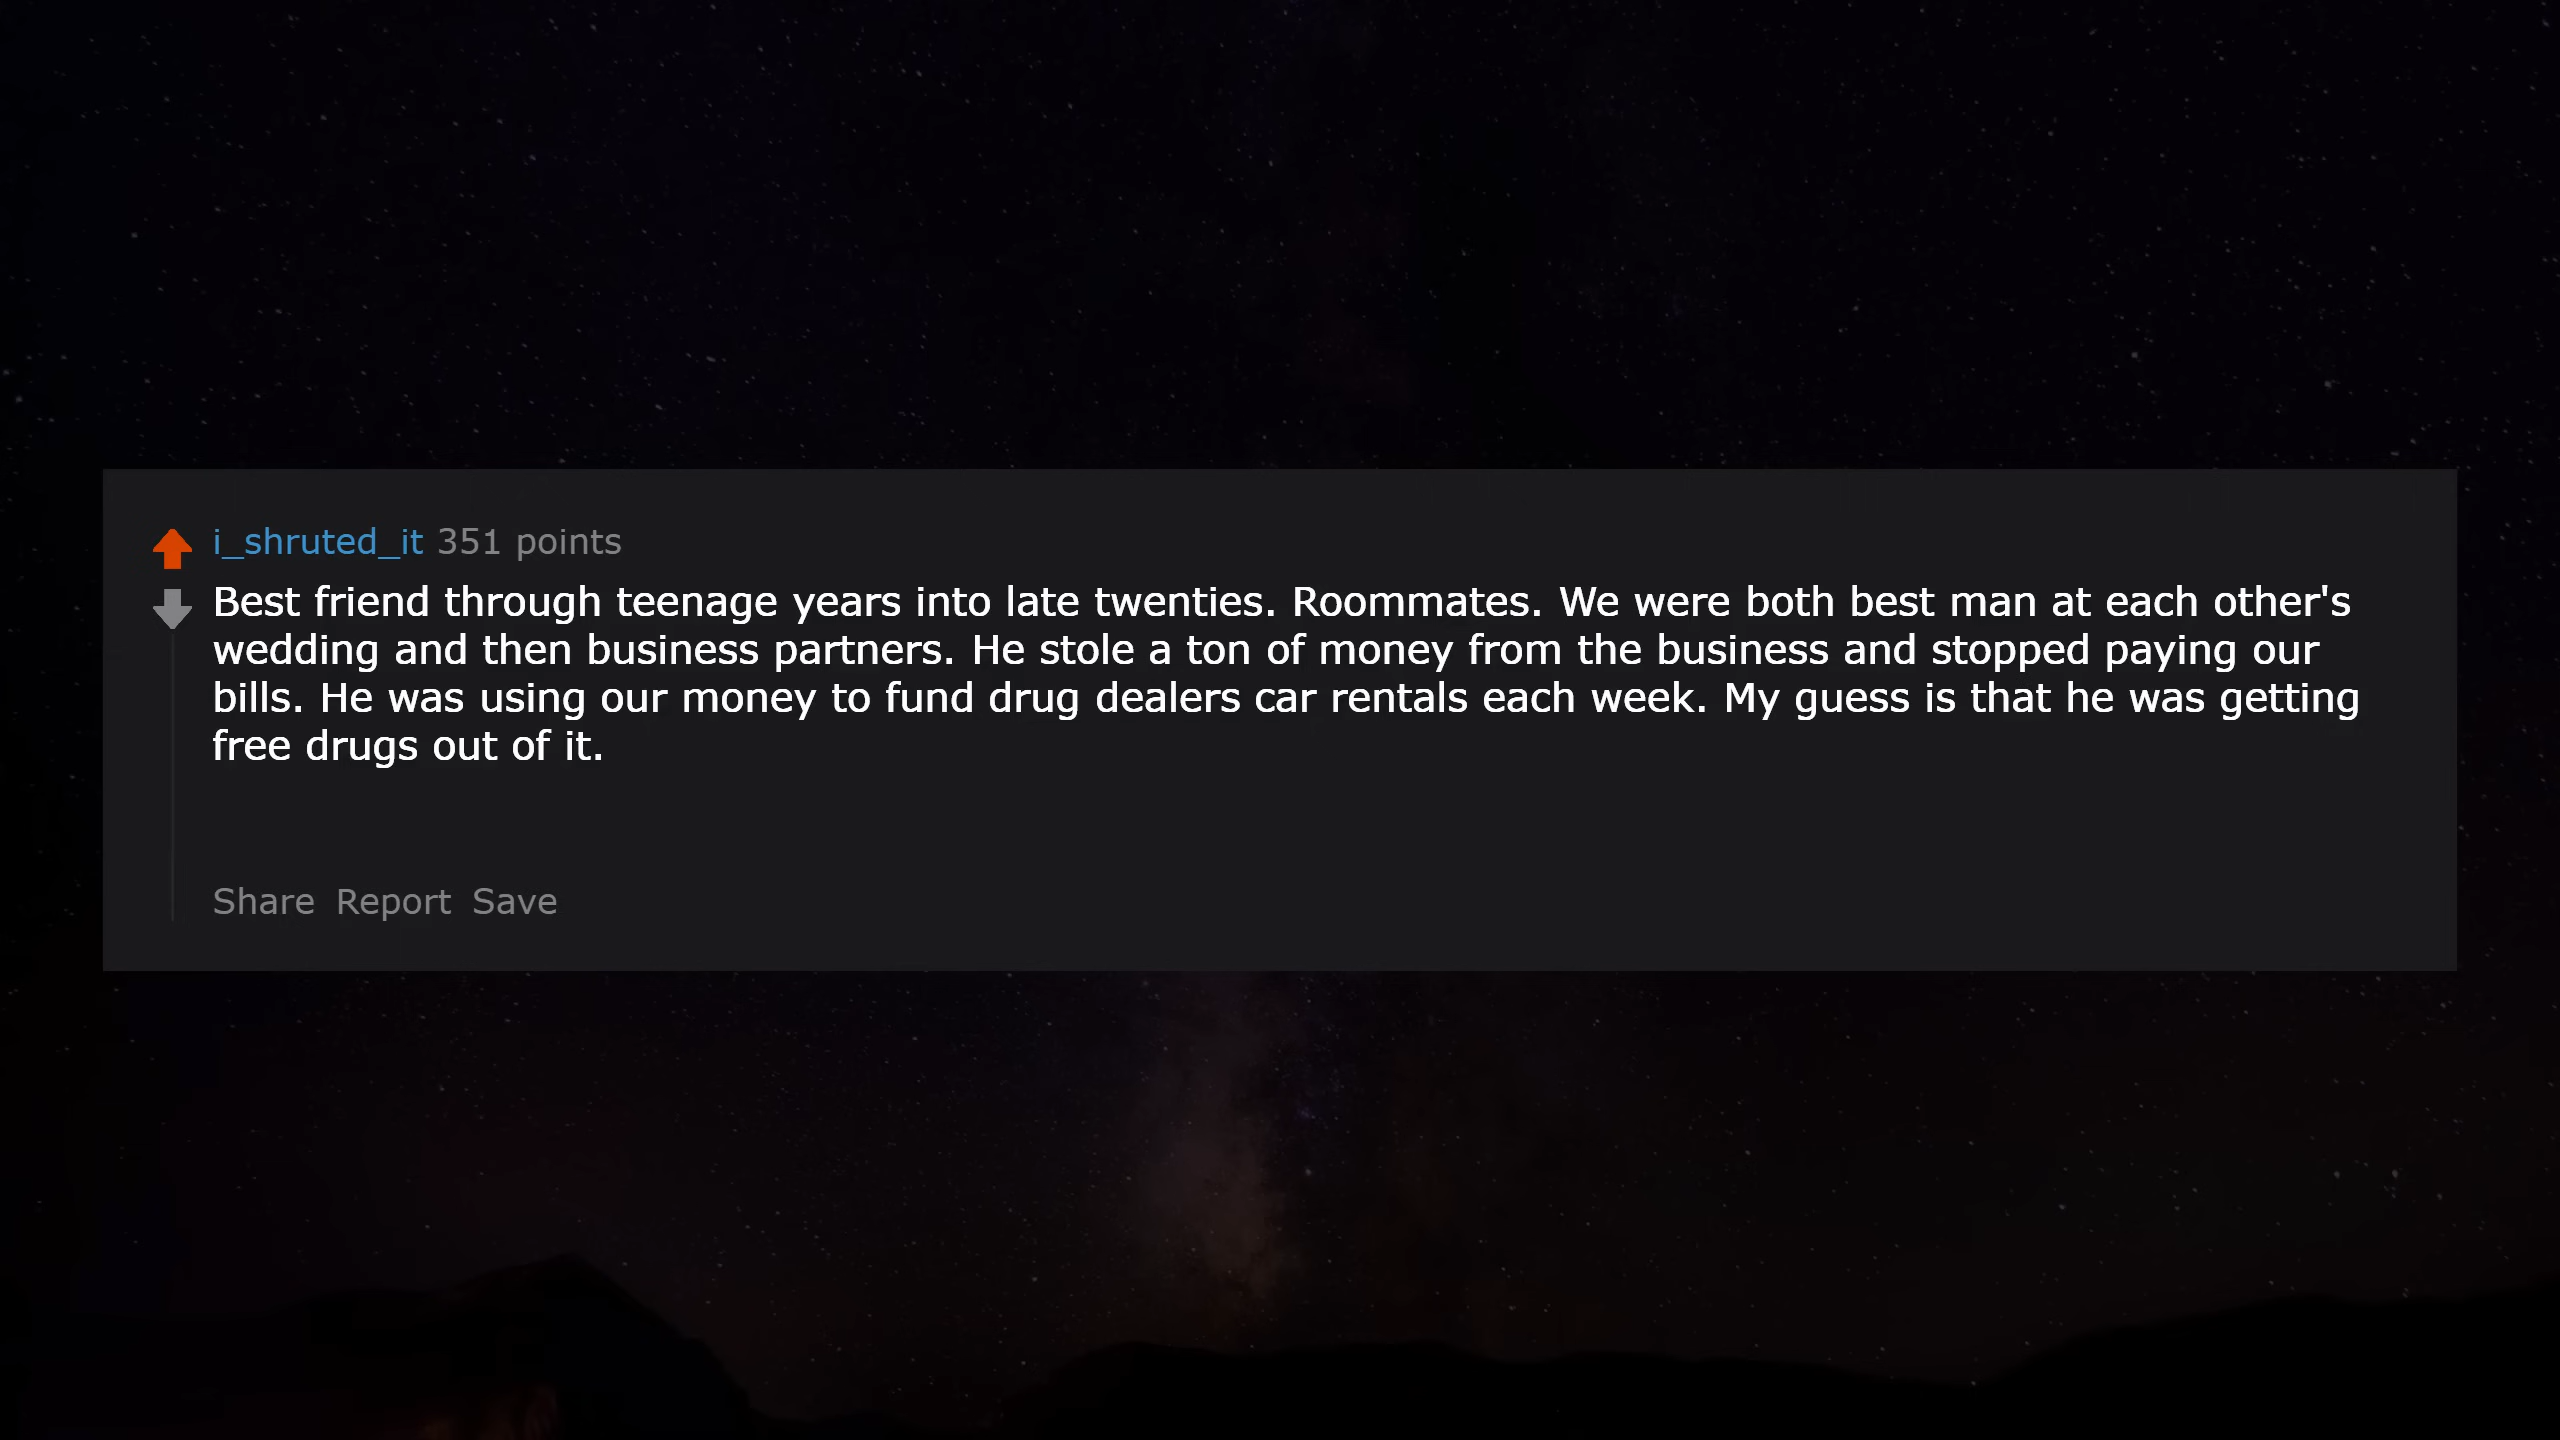 i_shruted_it 351 points
Best friend through teenage years into late twenties. Roommates. We were both best man at each other's
wedding and then business partners. He stole a ton of money from the business and stopped paying our
bills. He was using our money to fund drug dealers car rentals each week. My guess is that he was getting
free drugs out of it.
Share Report Save